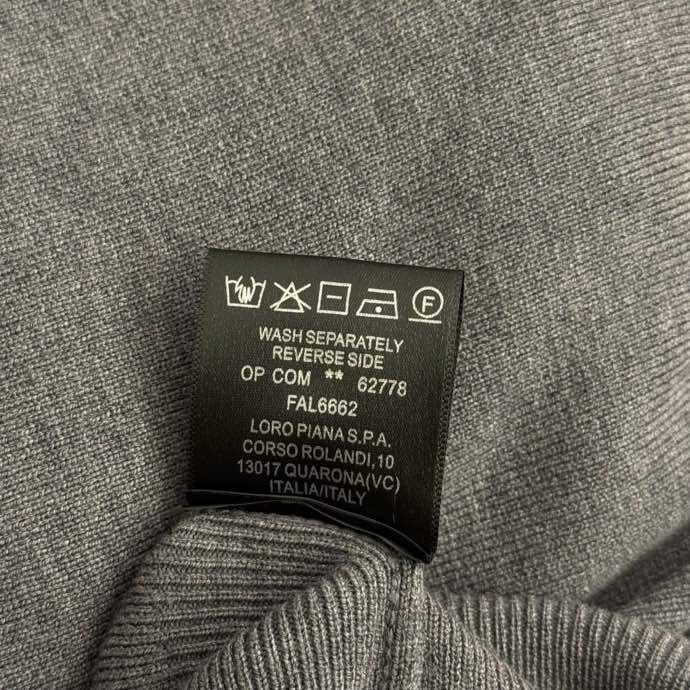 F
WASH SEPARATELY
REVERSE SIDE
OP COM ** 62778
FAL6662
LORO PIANA S.P.A.
CORSO ROLANDI,10
13017 QUARONA(VC)
ITALIA/ITALY